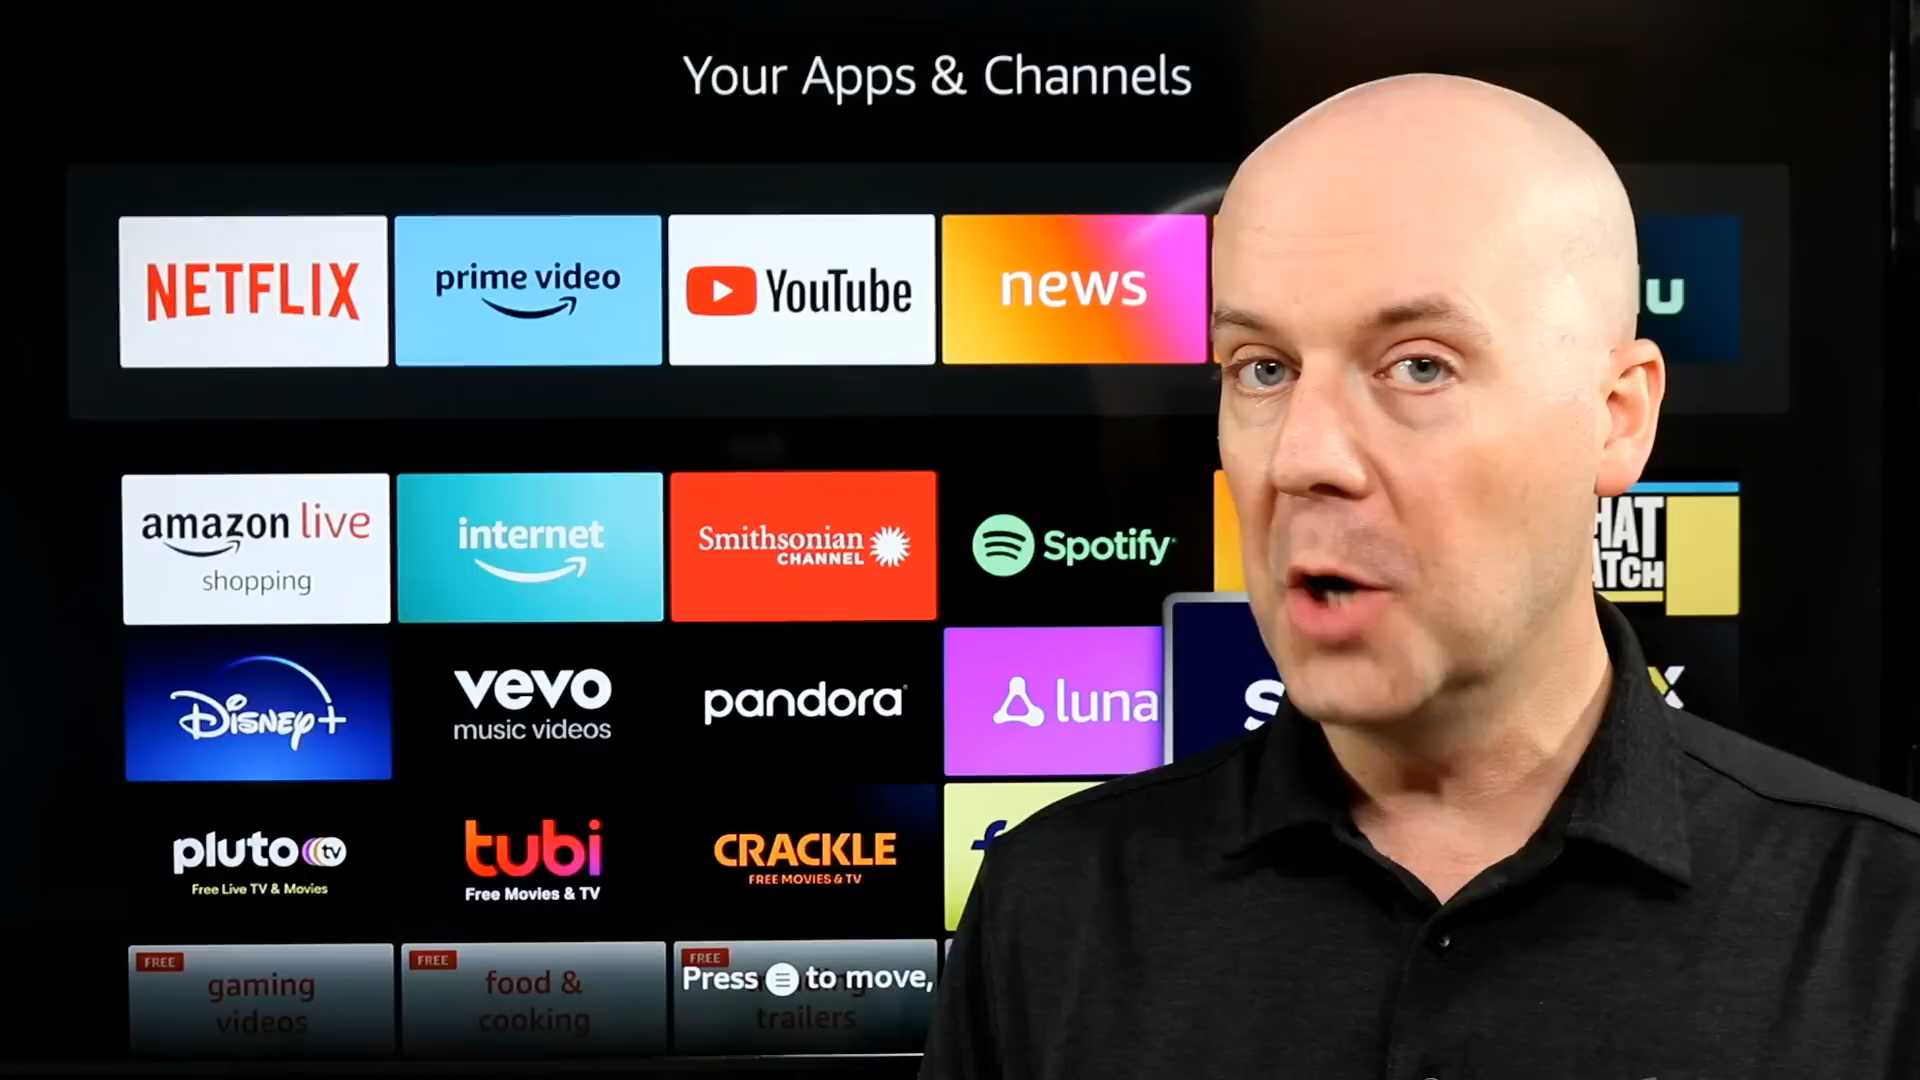 Your Apps & Channels
NETFLIX
prime video
YouTube
news
u
amazon live
shopping
internet
Smithsonian
CHANNEL
Spotify
HAT
ATCH
DISNEY+
vevo
music videos
pandora
luna
S
X
pluto tv
Free Live TV & Movies
tubi
Free Movies & TV
CRACKLE
FREE MOVIES & TV
f
FREE
gaming
videos
FREE
food &
cooking
FREE
Press to move,
trailers